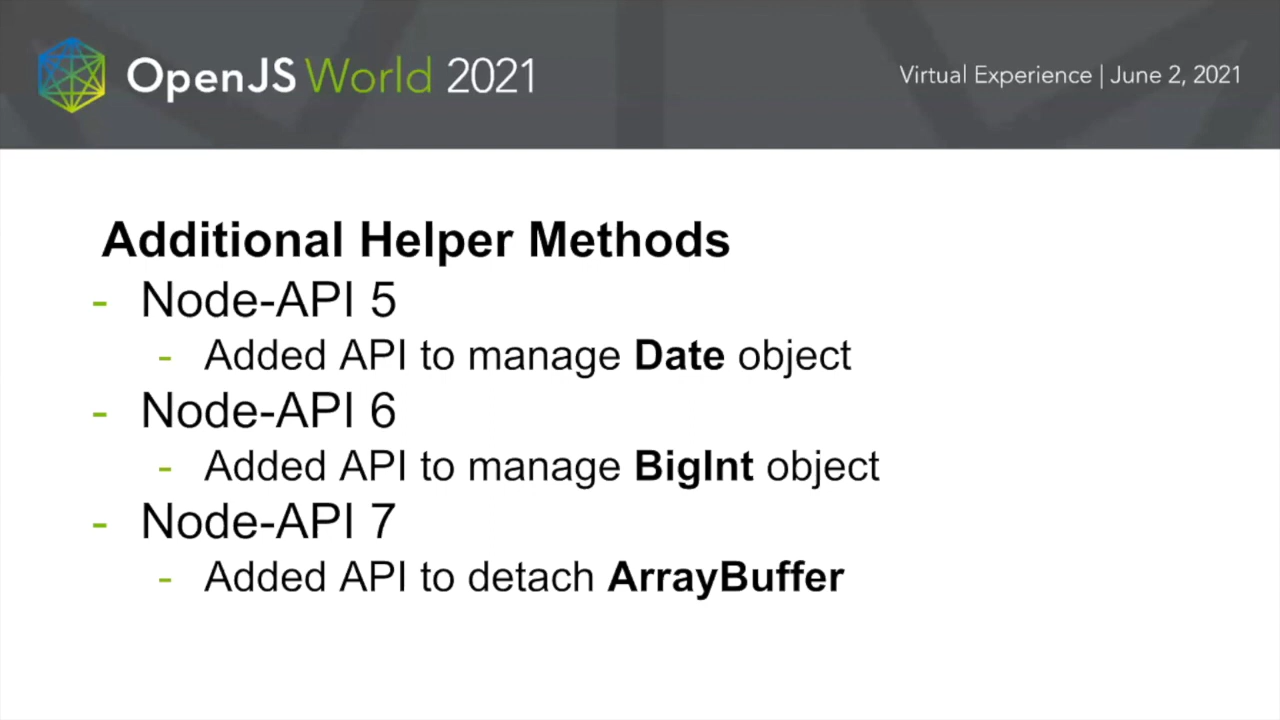 OpenJS World 2021
Virtual Experience | June 2, 2021
Additional Helper Methods
- Node-API 5
- Added API to manage Date object
- Node-API 6
- Added API to manage BigInt object
- Node-API 7
- Added API to detach ArrayBuffer